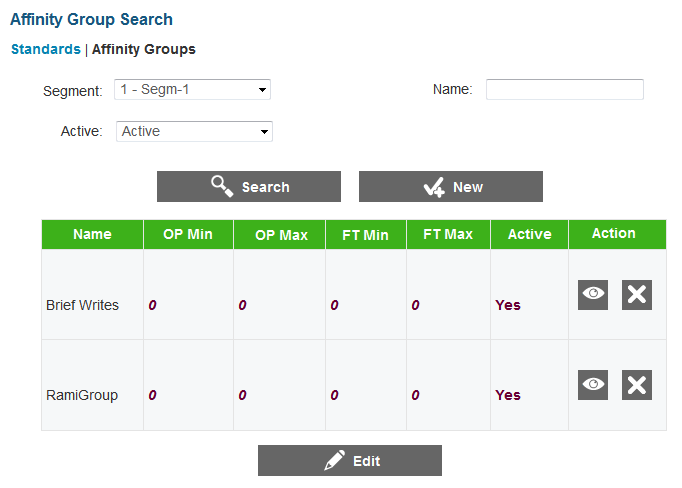 Affinity Group Search
Standards | Affinity Groups
Segment: 1 - Segm-1 Name:
Active: Active
Search New
Name OP Min OP Max FT Min FT Max Active Action
Brief Writes 0 0 0 0 Yes
RamiGroup 0 0 0 0 Yes
Edit